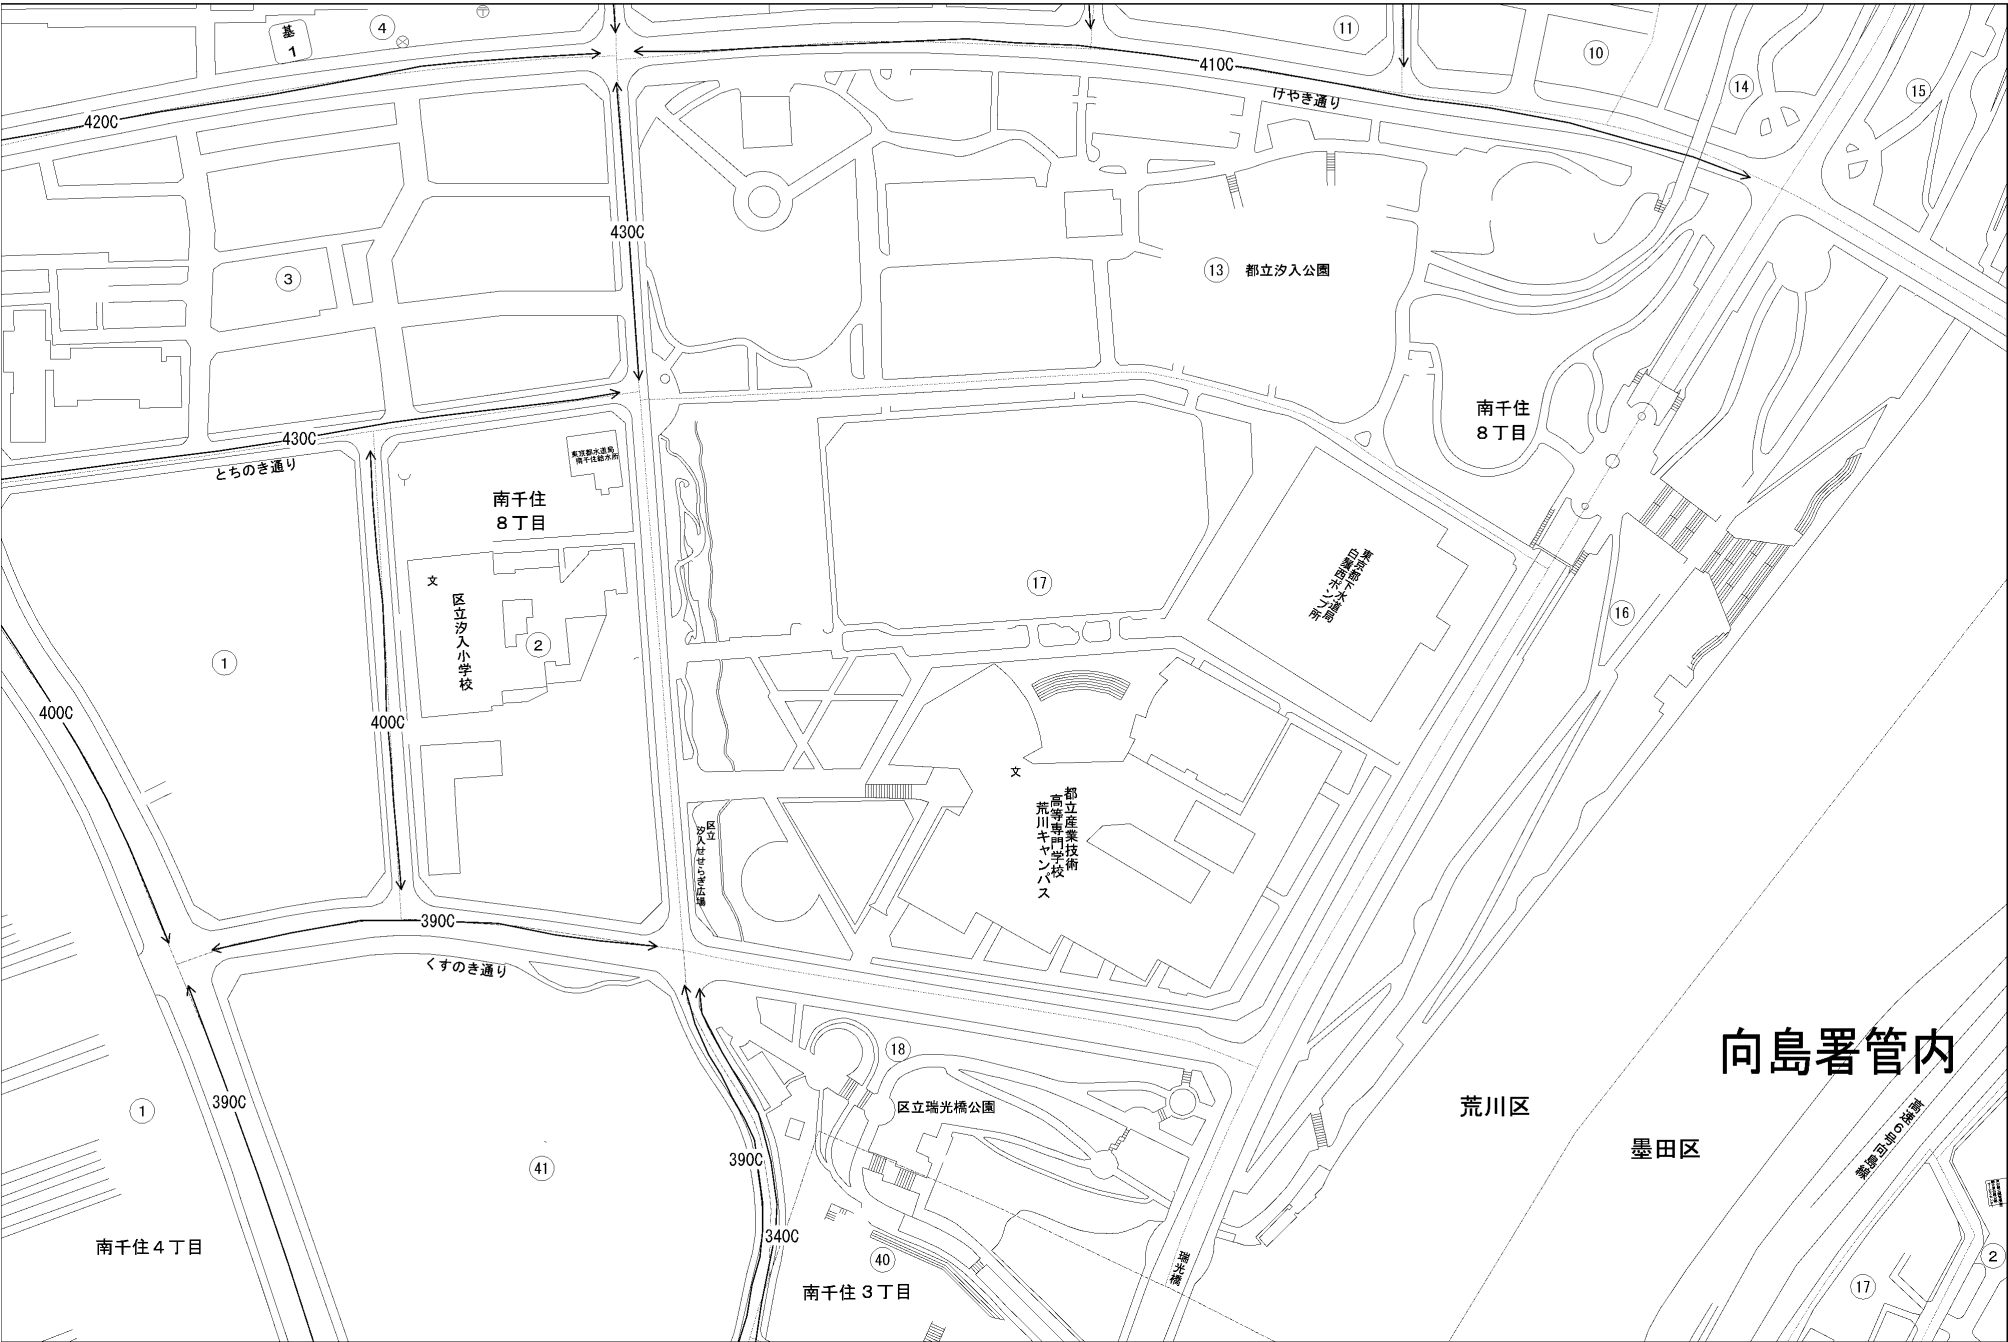 基
1
4
11
10
410C
14
15
けやき通り
420C
430C
3
13
都立汐入公園
南千住
8丁目
430C
とちのき通り
東京都水道局
南千住給水所
南千住
8丁目
17
東京都下水道局
白鬚西ポンプ所
16
文
区立汐入小学校
2
1
400C
400C
文
都立産業技術
高等専門学校
荒川キャンパス
区立
汐入せせらぎ広場
390C
くすのき通り
18
向島署管内
390C
1
区立瑞光橋公園
荒川区
墨田区
高速6号向島線
390C
41
340C
南千住4丁目
40
南千住3丁目
瑞光橋
2
17